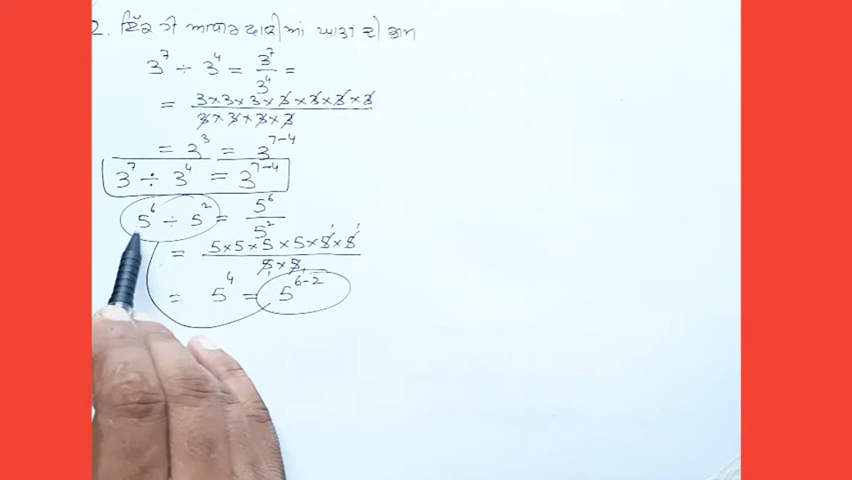 2. ਇੱਕੋ ਆਧਾਰ ਵਾਲੀਆਂ ਘਾਤਾਂ ਦੀ ਭਾਗ
3⁷ ÷ 3⁴ = 3⁷/3⁴ =
= 3×3×3×3×3×3×3/3×3×3×3
= 3³ = 3⁷⁻⁴
3⁷ ÷ 3⁴ = 3⁷⁻⁴
5⁶ ÷ 5² = 5⁶/5²
= 5×5×5×5×5×5/5×5
= 5⁴ = 5⁶⁻²